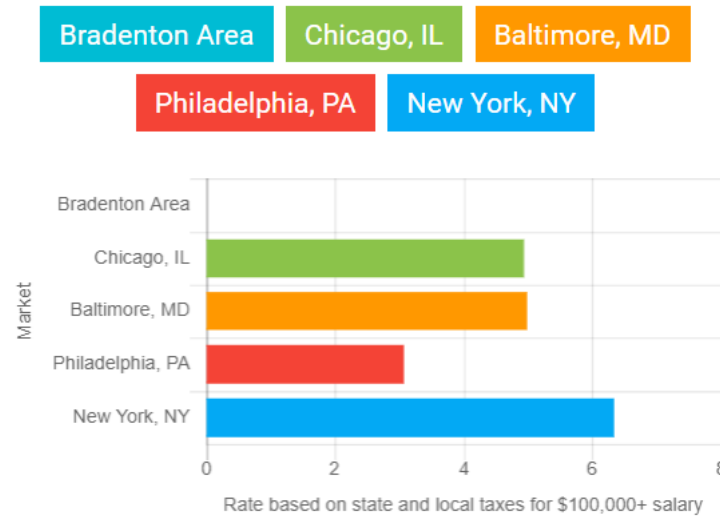 Bradenton Area
Chicago, IL
Baltimore, MD
Philadelphia, PA
New York, NY
Market
Bradenton Area
Chicago, IL
Baltimore, MD
Philadelphia, PA
New York, NY
0 2 4 6 8
Rate based on state and local taxes for $100,000+ salary